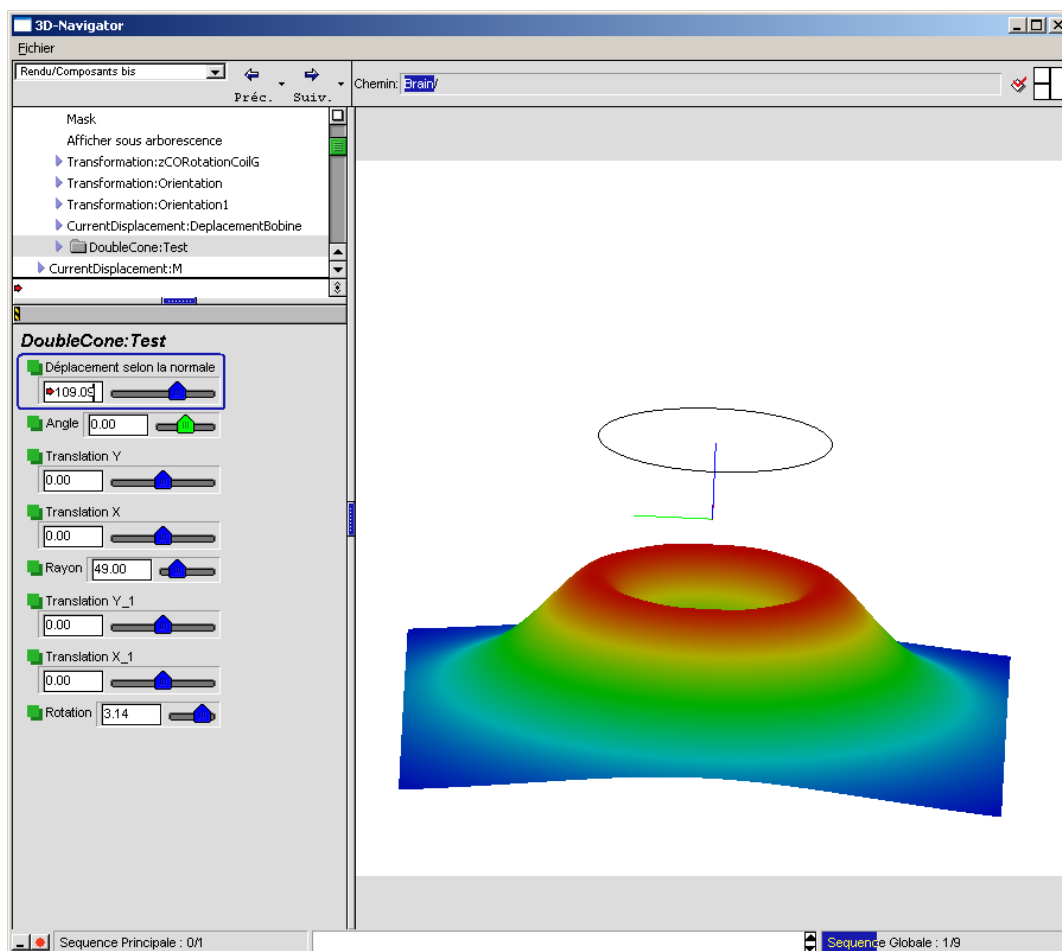 3D-Navigator
Fichier
Rendu/Composants bis
Préc. Suiv.
Chemin: Brain/
Mask
Afficher sous arborescence
Transformation:zCORotationCoilG
Transformation:Orientation
Transformation:Orientation1
CurrentDisplacement:DeplacementBobine
DoubleCone:Test
CurrentDisplacement:M
DoubleCone:Test
Déplacement selon la normale
109.09
Angle 0.00
Translation Y
0.00
Translation X
0.00
Rayon 49.00
Translation Y_1
0.00
Translation X_1
0.00
Rotation 3.14
Sequence Principale : 0/1
Sequence Globale : 1/9